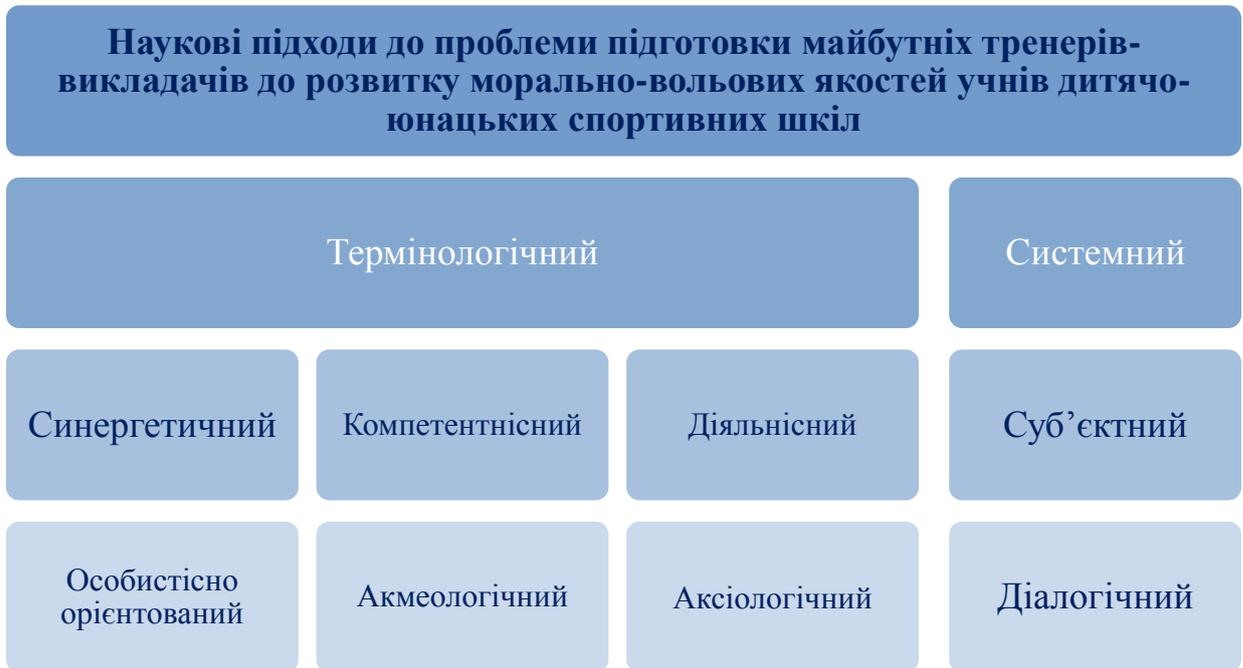 Наукові підходи до проблеми підготовки майбутніх тренерів-
викладачів до розвитку морально-вольових якостей учнів дитячо-
юнацьких спортивних шкіл
Термінологічний
Системний
Синергетичний
Компетентнісний
Діяльнісний
Суб’єктний
Особистісно
орієнтований
Акмеологічний
Аксіологічний
Діалогічний